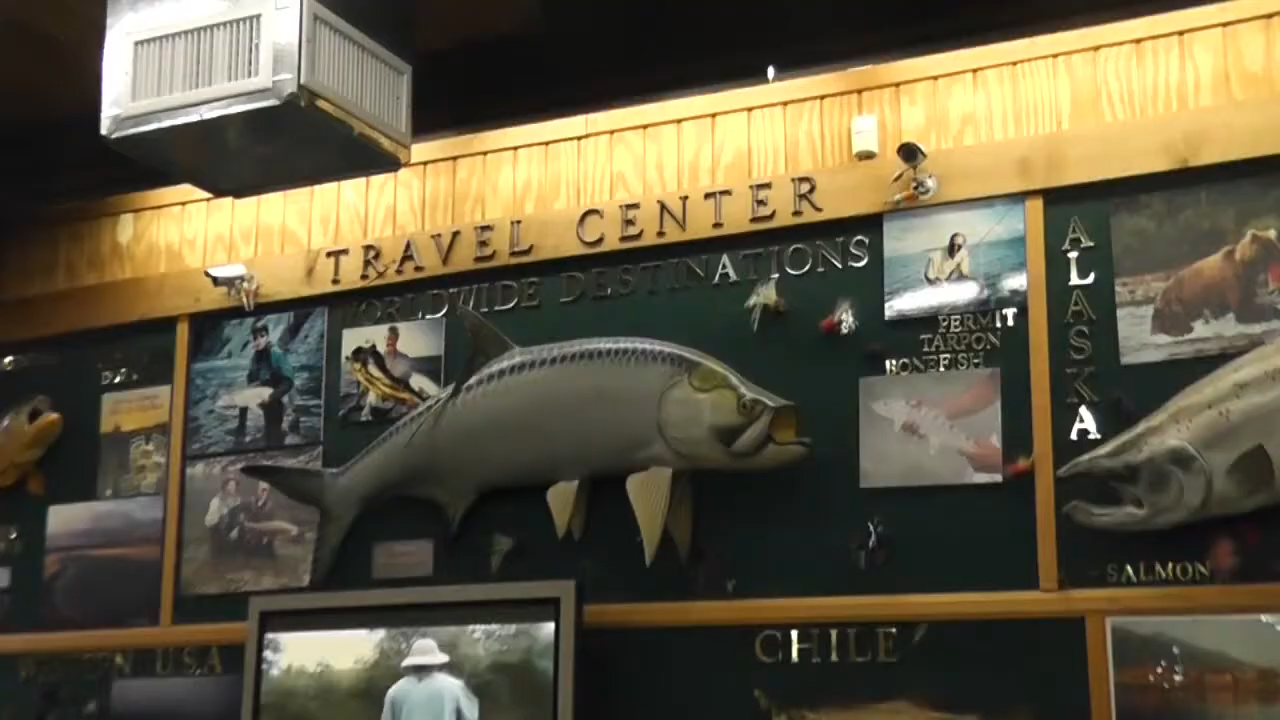 TRAVEL CENTER
WORLDWIDE DESTINATIONS
PERMIT
TARPON
BONEFISH
ALASKA
SALMON
USA
CHILE